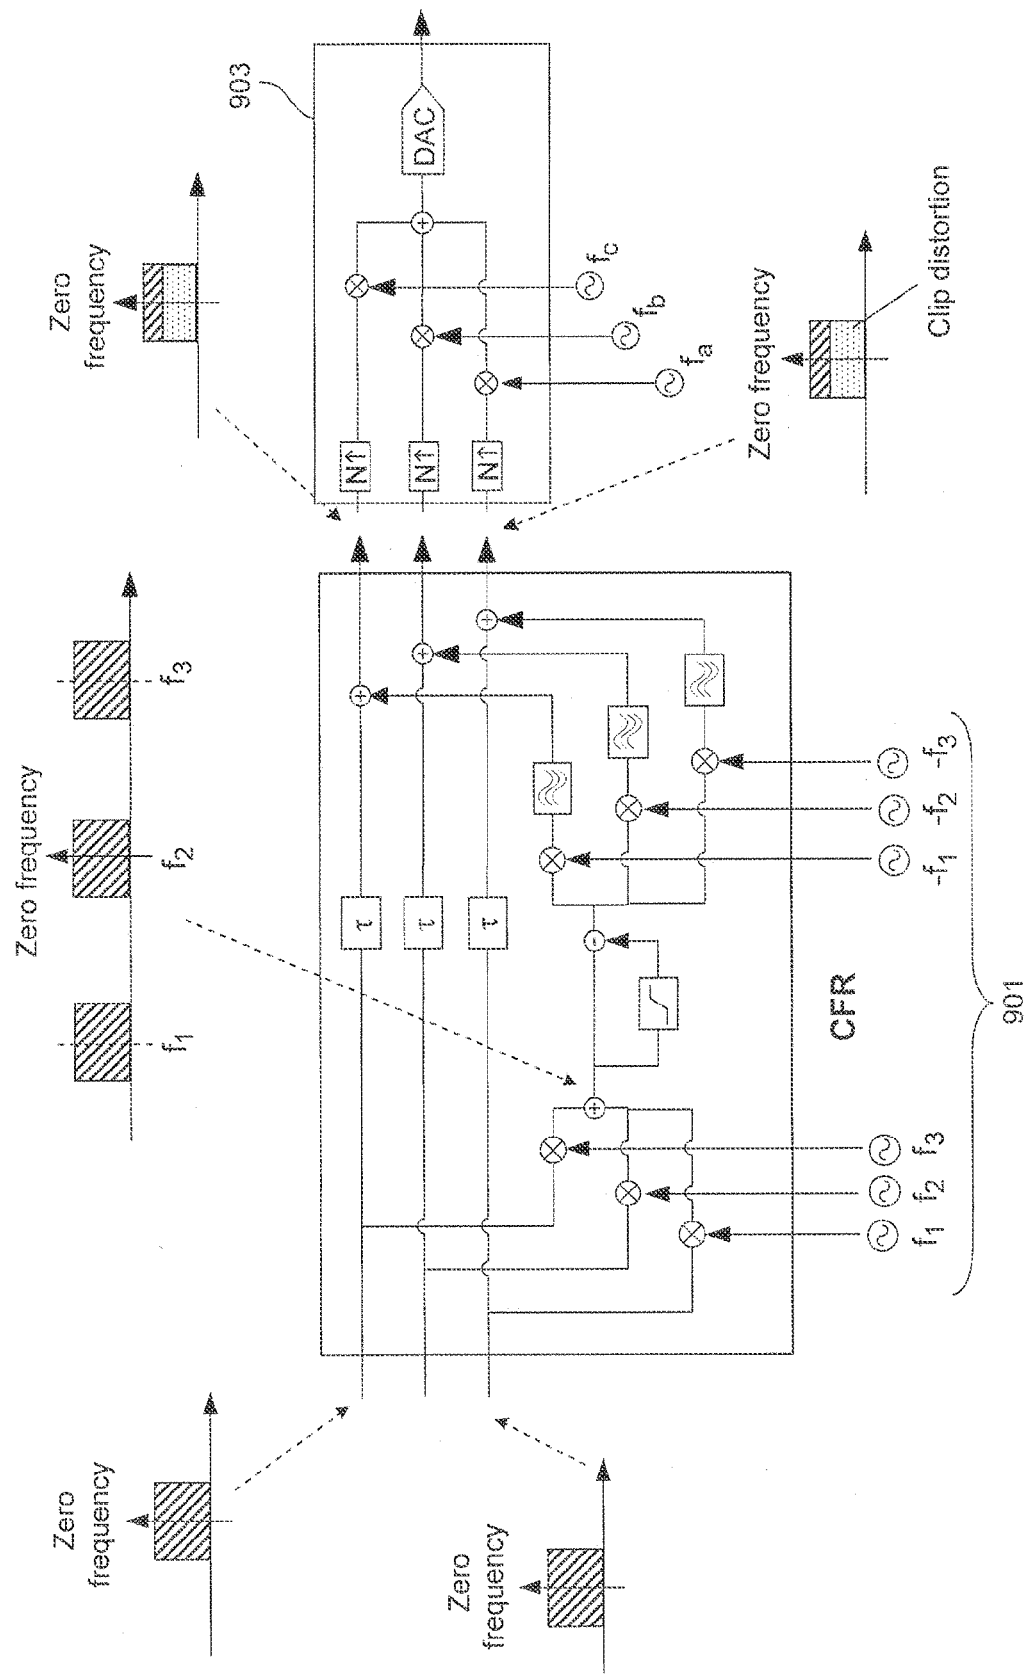 Zero
frequency
Zero
frequency
Zero frequency
f1
f2
f3
τ
τ
τ
CFR
f1
f2
f3
-f1
-f2
-f3
901
Zero
frequency
903
N↑
N↑
N↑
DAC
fa
fb
fc
Zero frequency
Clip distortion